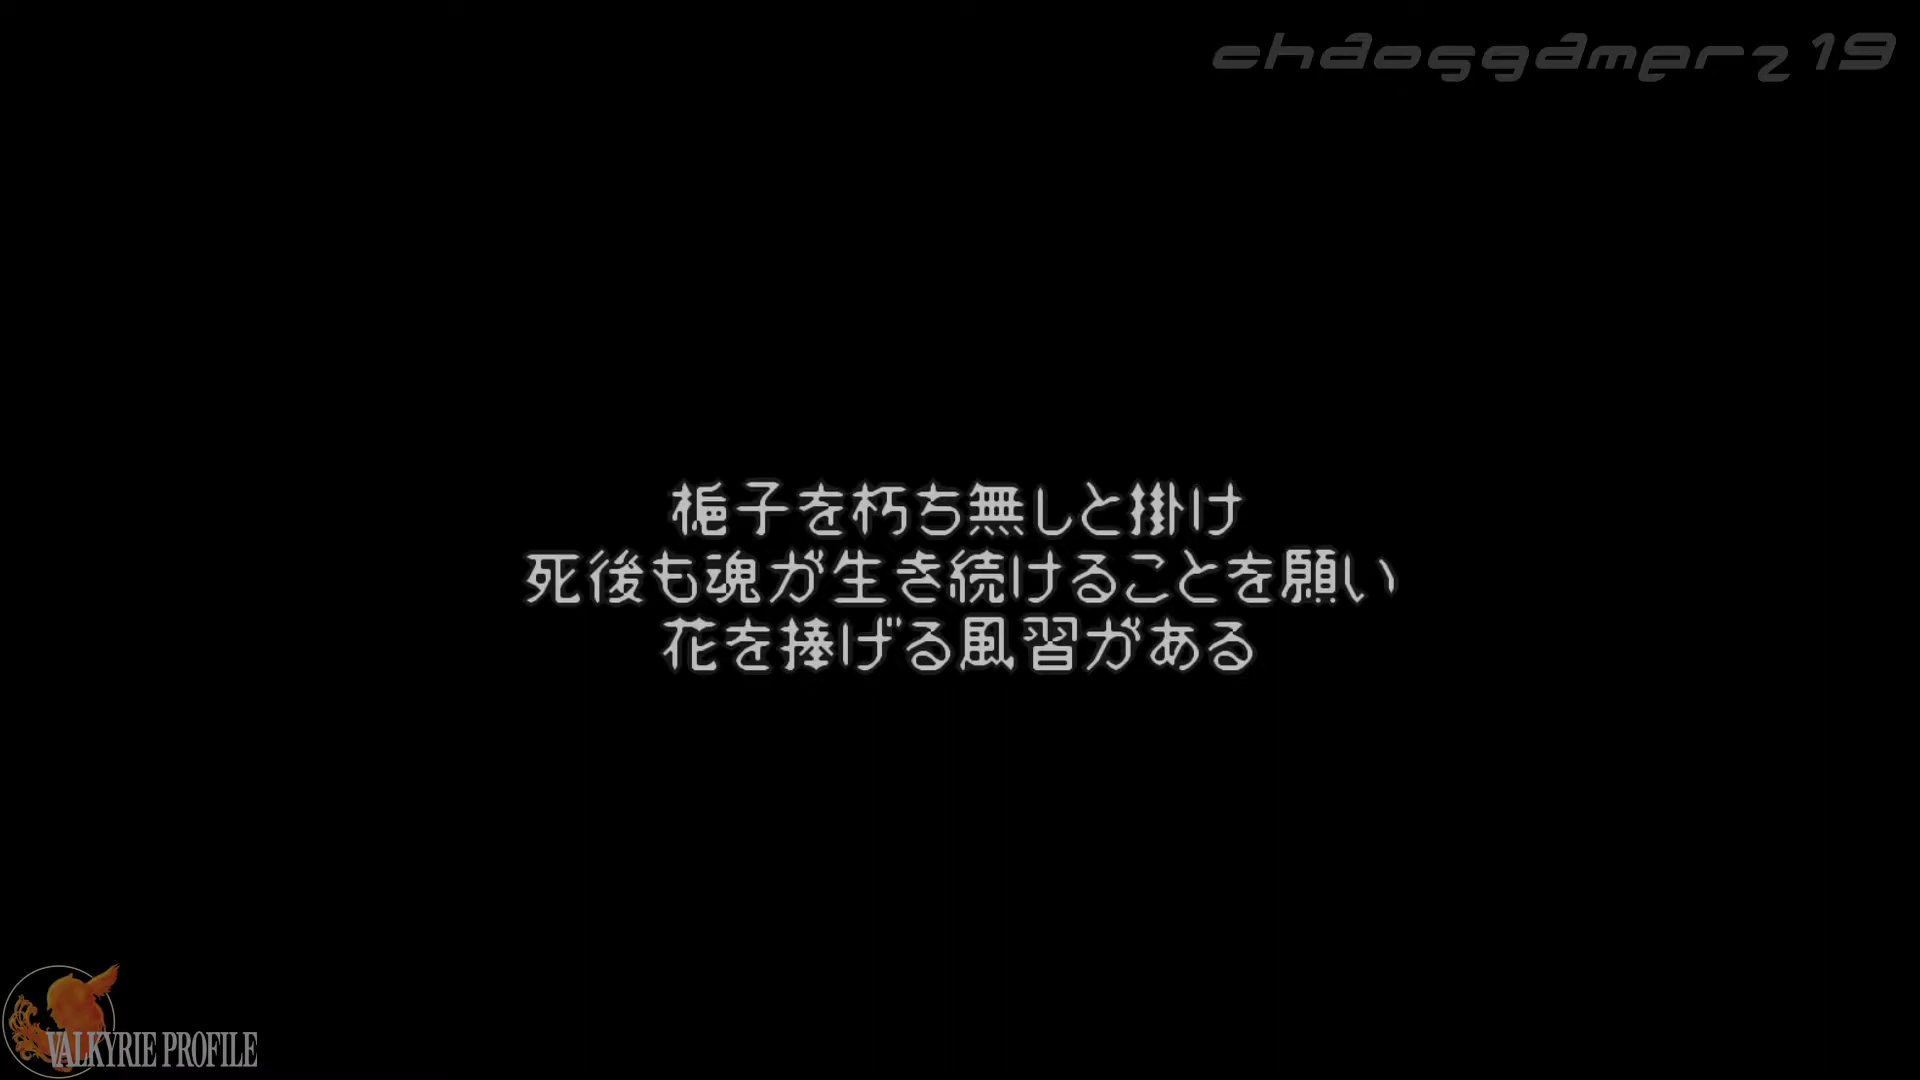 chaosgamerz19
梔子を朽ち無しと掛け
死後も魂が生き続けることを願い
花を捧げる風習がある
VALKYRIE PROFILE